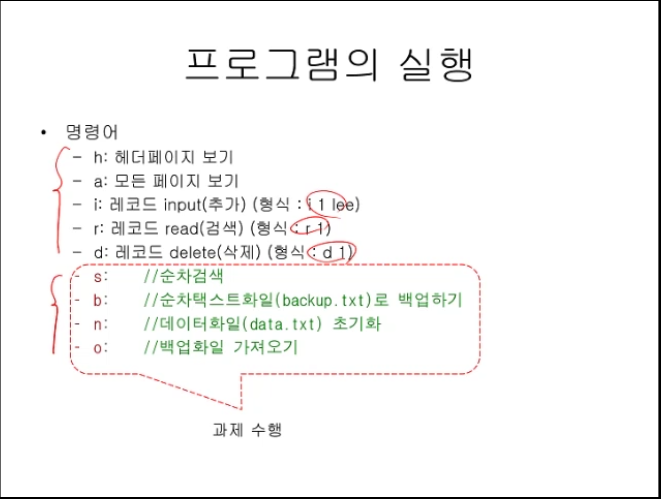 프로그램의 실행
• 명령어
– h: 헤더페이지 보기
– a: 모든 페이지 보기
– i: 레코드 input(추가) (형식 : i 1 lee)
– r: 레코드 read(검색) (형식 : r 1)
– d: 레코드 delete(삭제) (형식 : d 1)
- s: //순차검색
- b: //순차택스트화일(backup.txt)로 백업하기
- n: //데이터화일(data.txt) 초기화
- o: //백업화일 가져오기
과제 수행